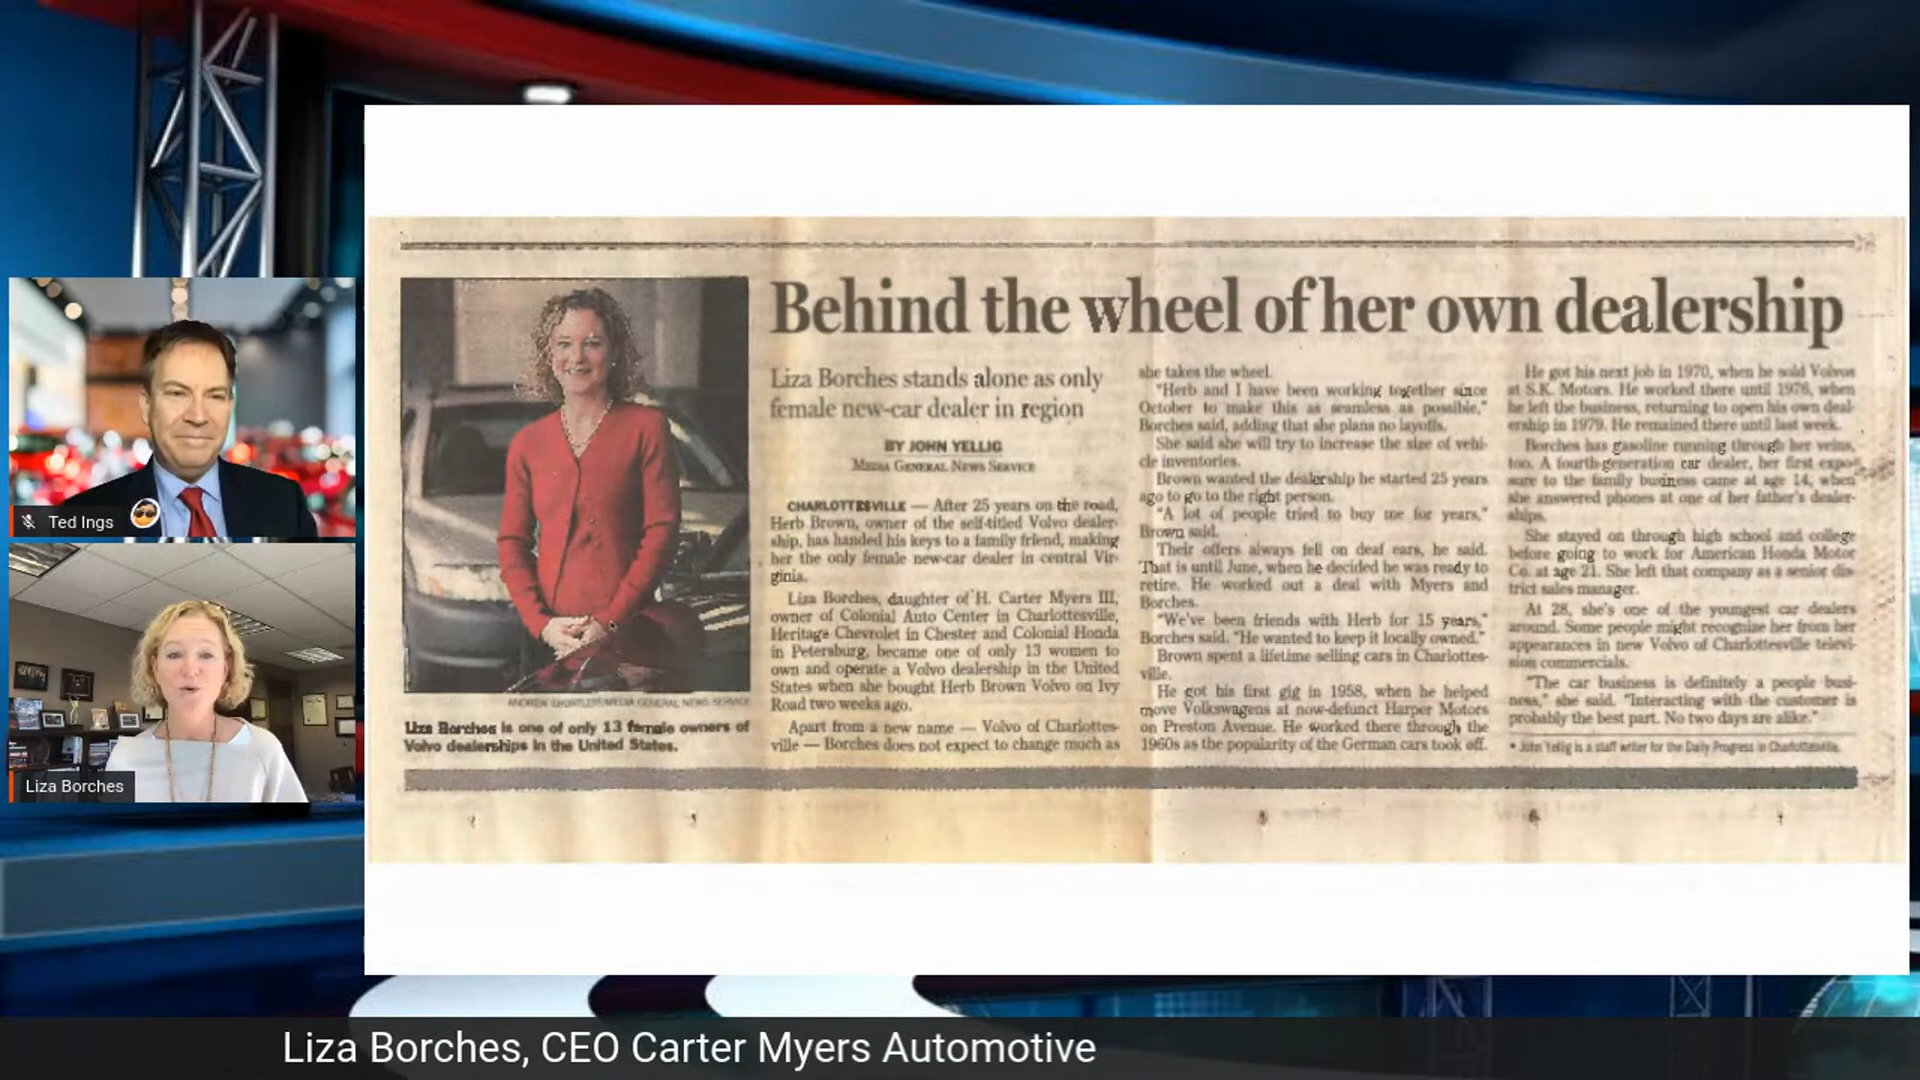 Ted Ings
Liza Borches
Behind the wheel of her own dealership
Liza Borches stands alone as only
female new-car dealer in region
BY JOHN YELLIG
MEDIA GENERAL NEWS SERVICE
CHARLOTTESVILLE — After 25 years on the road,
Herb Brown, owner of the self-titled Volvo dealer-
ship, has handed his keys to a family friend, making
her the only female new-car dealer in central Vir-
ginia.
Liza Borches, daughter of H. Carter Myers III,
owner of Colonial Auto Center in Charlottesville,
Heritage Chevrolet in Chester and Colonial Honda
in Petersburg, became one of only 13 women to
own and operate a Volvo dealership in the United
States when she bought Herb Brown Volvo on Ivy
Road two weeks ago.
Apart from a new name — Volvo of Charlottes-
ville — Borches does not expect to change much as
she takes the wheel.
"Herb and I have been working together since
October to make this as seamless as possible,"
Borches said, adding that she plans no layoffs.
She said she will try to increase the size of vehi-
cle inventories.
Brown wanted the dealership he started 25 years
ago to go to the right person.
"A lot of people tried to buy me for years,"
Brown said.
Their offers always fell on deaf ears, he said.
That is until June, when he decided he was ready to
retire. He worked out a deal with Myers and
Borches.
"We've been friends with Herb for 15 years,"
Borches said. "He wanted to keep it locally owned."
Brown spent a lifetime selling cars in Charlottes-
ville.
He got his first gig in 1958, when he helped
move Volkswagens at now-defunct Harper Motors
on Preston Avenue. He worked there through the
1960s as the popularity of the German cars took off.
He got his next job in 1970, when he sold Volvos
at S.K. Motors. He worked there until 1976, when
he left the business, returning to open his own deal-
ership in 1979. He remained there until last week.
Borches has gasoline running through her veins,
too. A fourth-generation car dealer, her first expo-
sure to the family business came at age 14, when
she answered phones at one of her father's dealer-
ships.
She stayed on through high school and college
before going to work for American Honda Motor
Co. at age 21. She left that company as a senior dis-
trict sales manager.
At 28, she's one of the youngest car dealers
around. Some people might recognize her from her
appearances in new Volvo of Charlottesville televi-
sion commercials.
"The car business is definitely a people busi-
ness," she said. "Interacting with the customer is
probably the best part. No two days are alike."
• John Yellig is a staff writer for the Daily Progress in Charlottesville.
MEDIA GENERAL NEWS SERVICE
Liza Borches is one of only 13 female owners of
Volvo dealerships in the United States.
Liza Borches, CEO Carter Myers Automotive